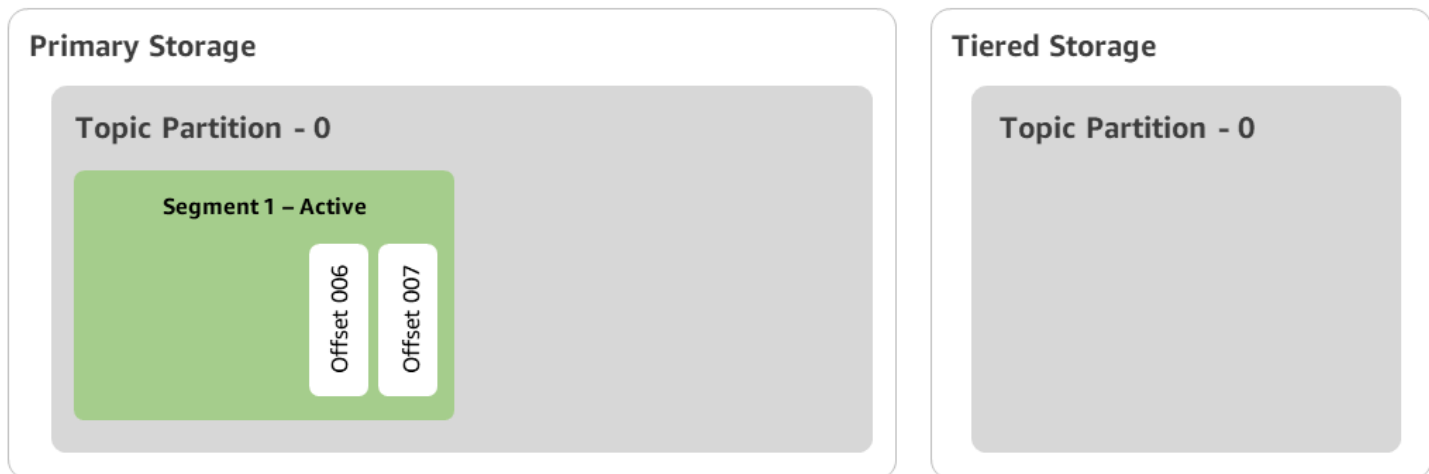 Primary Storage
Topic Partition - 0
Segment 1 – Active
Offset 006
Offset 007
Tiered Storage
Topic Partition - 0